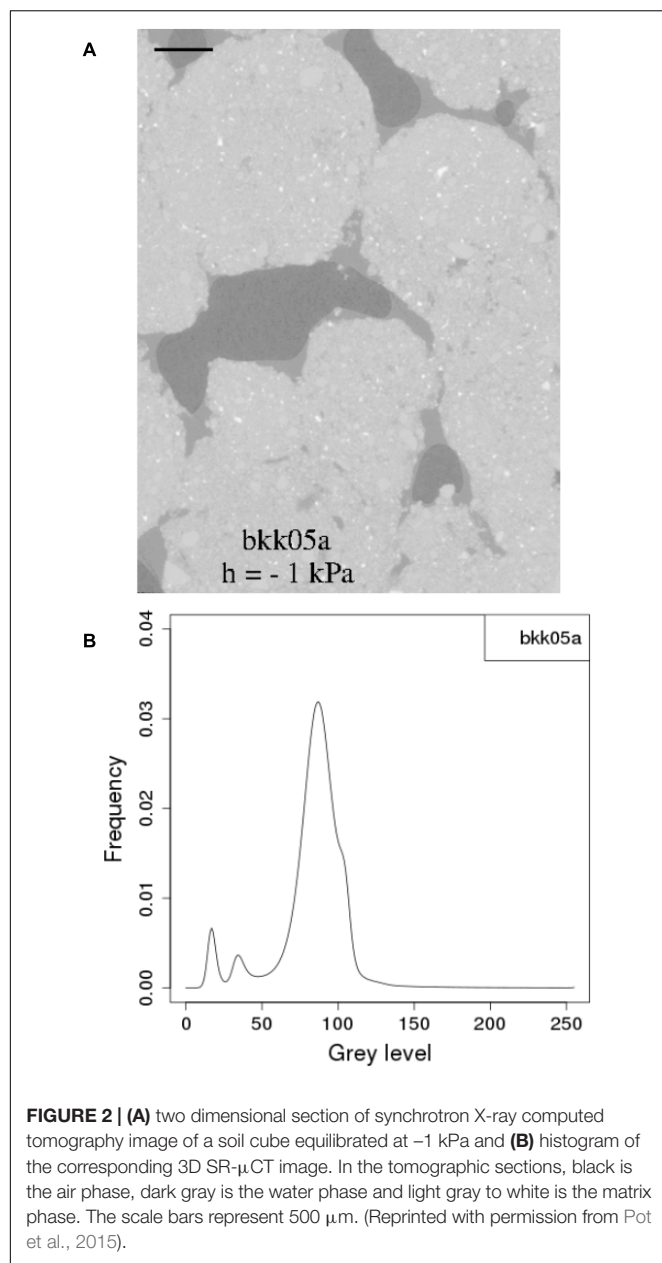 A
bkk05a
h = - 1 kPa
B
bkk05a
0.04
0.03
0.02
0.01
0.00
Frequency
0 50 100 150 200 250
Grey level
FIGURE 2 | (A) two dimensional section of synchrotron X-ray computed
tomography image of a soil cube equilibrated at –1 kPa and (B) histogram of
the corresponding 3D SR-μCT image. In the tomographic sections, black is
the air phase, dark gray is the water phase and light gray to white is the matrix
phase. The scale bars represent 500 μm. (Reprinted with permission from Pot
et al., 2015).